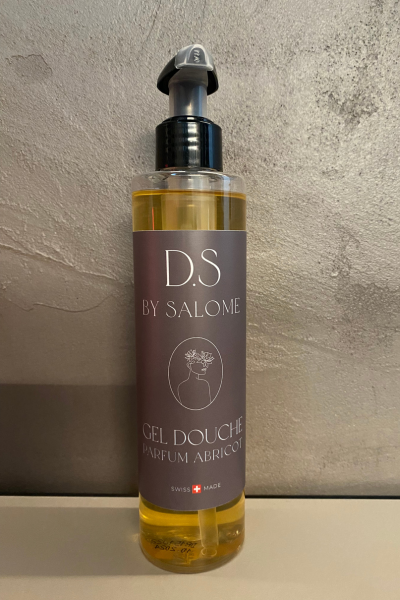 D.S
BY SALOME
GEL DOUCHE
PARFUM ABRICOT
SWISS MADE